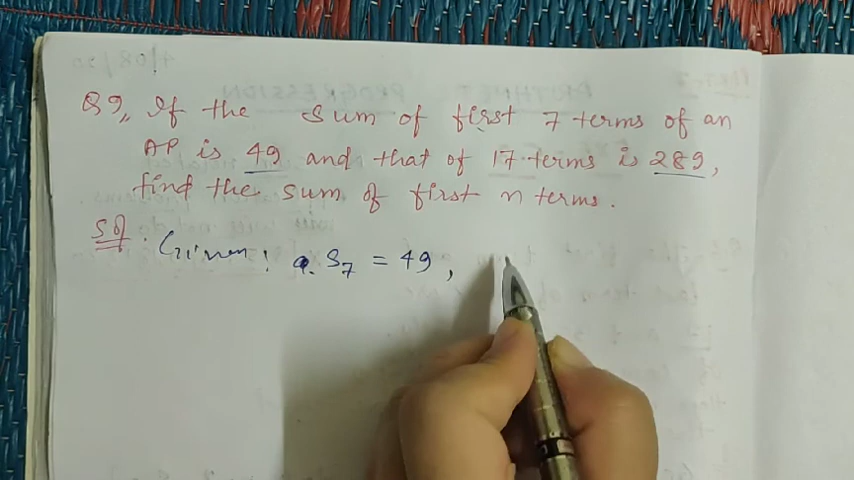 Q9,, If the sum of first 7 terms of an
AP is 49 and that of 17 terms is 289,
find the sum of first n terms.
Sol. Given: S7 = 49,